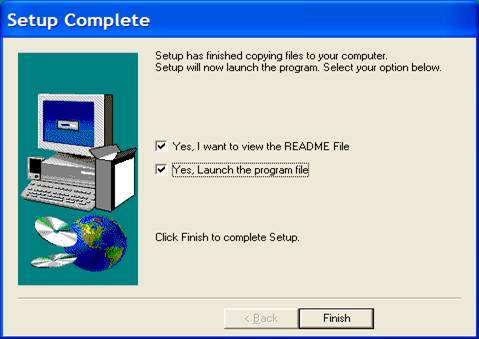 Setup Complete
Setup has finished copying files to your computer.
Setup will now launch the program. Select your option below.
Yes, I want to view the README File
Yes, Launch the program file
Click Finish to complete Setup.
< Back
Finish